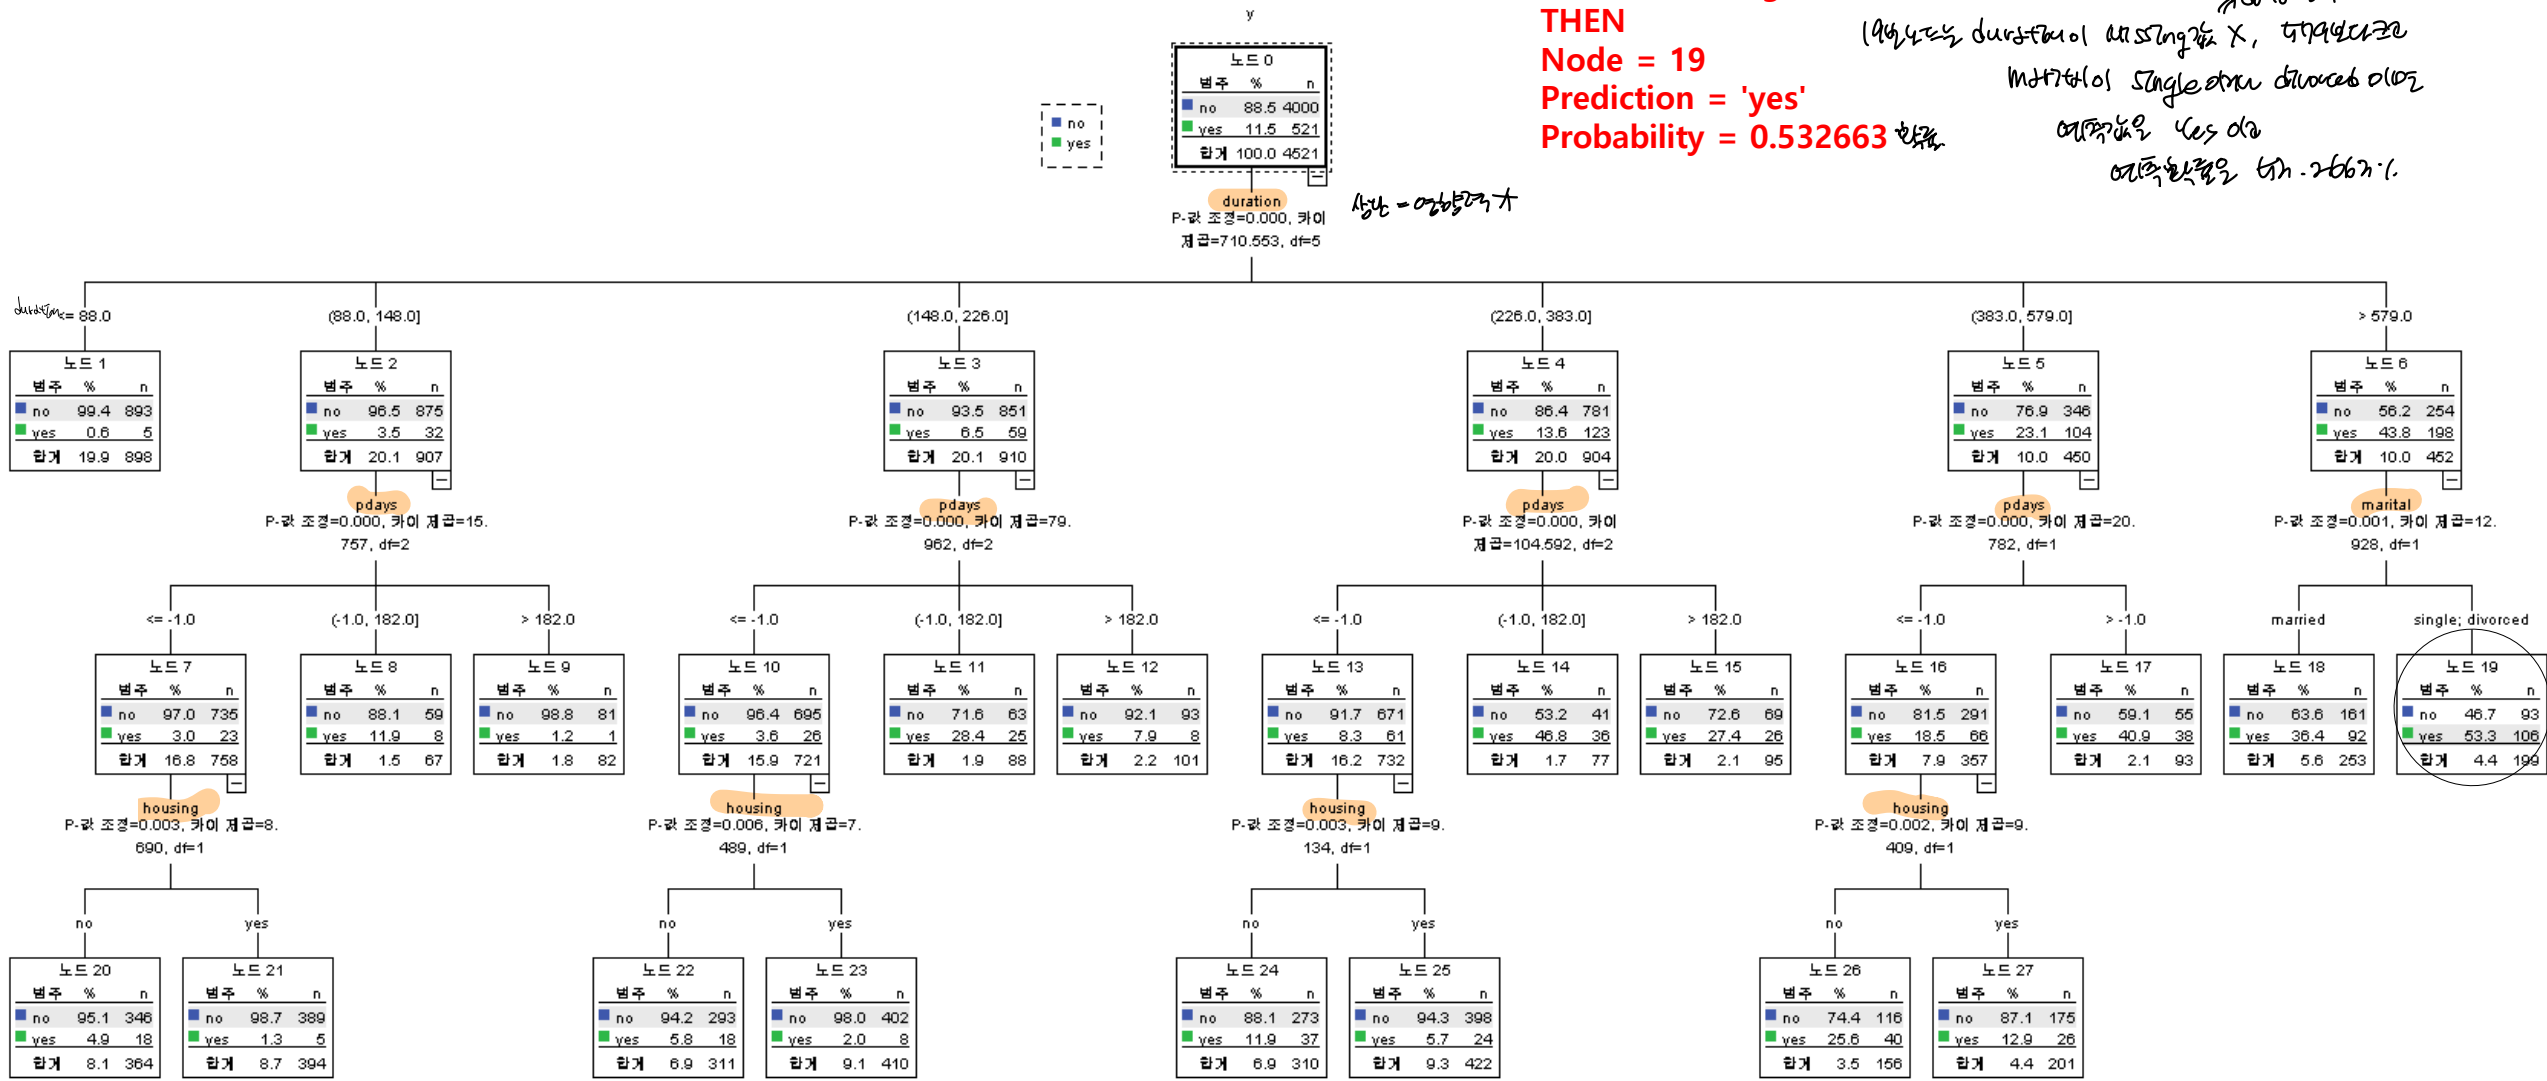 y
THEN
Node = 19
Prediction = 'yes'
Probability = 0.532663 확률
19번노드는 duration이 missing값 X, 579보다크고
marital이 single or divorced 이면
예측값은 Yes 이고
예측확률은 53.2663%
no
yes
노드 0
범주 % n
no 88.5 4000
yes 11.5 521
합계 100.0 4521
duration
P-값 조정=0.000, 카이
제곱=710.553, df=5
상단 = 영향력 大
duration <= 88.0
(88.0, 148.0]
(148.0, 226.0]
(226.0, 383.0]
(383.0, 579.0]
> 579.0
노드 1
범주 % n
no 99.4 893
yes 0.6 5
합계 19.9 898
노드 2
범주 % n
no 96.5 875
yes 3.5 32
합계 20.1 907
노드 3
범주 % n
no 93.5 851
yes 6.5 59
합계 20.1 910
노드 4
범주 % n
no 86.4 781
yes 13.6 123
합계 20.0 904
노드 5
범주 % n
no 76.9 346
yes 23.1 104
합계 10.0 450
노드 6
범주 % n
no 56.2 254
yes 43.8 198
합계 10.0 452
pdays
P-값 조정=0.000, 카이 제곱=15.
757, df=2
pdays
P-값 조정=0.000, 카이 제곱=79.
962, df=2
pdays
P-값 조정=0.000, 카이
제곱=104.592, df=2
pdays
P-값 조정=0.000, 카이 제곱=20.
782, df=1
marital
P-값 조정=0.001, 카이 제곱=12.
928, df=1
<= -1.0
(-1.0, 182.0]
> 182.0
<= -1.0
(-1.0, 182.0]
> 182.0
<= -1.0
(-1.0, 182.0]
> 182.0
<= -1.0
> -1.0
married
single; divorced
노드 7
범주 % n
no 97.0 735
yes 3.0 23
합계 16.8 758
노드 8
범주 % n
no 88.1 59
yes 11.9 8
합계 1.5 67
노드 9
범주 % n
no 98.8 81
yes 1.2 1
합계 1.8 82
노드 10
범주 % n
no 96.4 695
yes 3.6 26
합계 15.9 721
노드 11
범주 % n
no 71.6 63
yes 28.4 25
합계 1.9 88
노드 12
범주 % n
no 92.1 93
yes 7.9 8
합계 2.2 101
노드 13
범주 % n
no 91.7 671
yes 8.3 61
합계 16.2 732
노드 14
범주 % n
no 53.2 41
yes 46.8 36
합계 1.7 77
노드 15
범주 % n
no 72.6 69
yes 27.4 26
합계 2.1 95
노드 16
범주 % n
no 81.5 291
yes 18.5 66
합계 7.9 357
노드 17
범주 % n
no 59.1 55
yes 40.9 38
합계 2.1 93
노드 18
범주 % n
no 63.6 161
yes 36.4 92
합계 5.6 253
노드 19
범주 % n
no 46.7 93
yes 53.3 106
합계 4.4 199
housing
P-값 조정=0.003, 카이 제곱=8.
690, df=1
housing
P-값 조정=0.006, 카이 제곱=7.
489, df=1
housing
P-값 조정=0.003, 카이 제곱=9.
134, df=1
housing
P-값 조정=0.002, 카이 제곱=9.
409, df=1
no
yes
no
yes
no
yes
no
yes
노드 20
범주 % n
no 95.1 346
yes 4.9 18
합계 8.1 364
노드 21
범주 % n
no 98.7 389
yes 1.3 5
합계 8.7 394
노드 22
범주 % n
no 94.2 293
yes 5.8 18
합계 6.9 311
노드 23
범주 % n
no 98.0 402
yes 2.0 8
합계 9.1 410
노드 24
범주 % n
no 88.1 273
yes 11.9 37
합계 6.9 310
노드 25
범주 % n
no 94.3 398
yes 5.7 24
합계 9.3 422
노드 26
범주 % n
no 74.4 116
yes 25.6 40
합계 3.5 156
노드 27
범주 % n
no 87.1 175
yes 12.9 26
합계 4.4 201